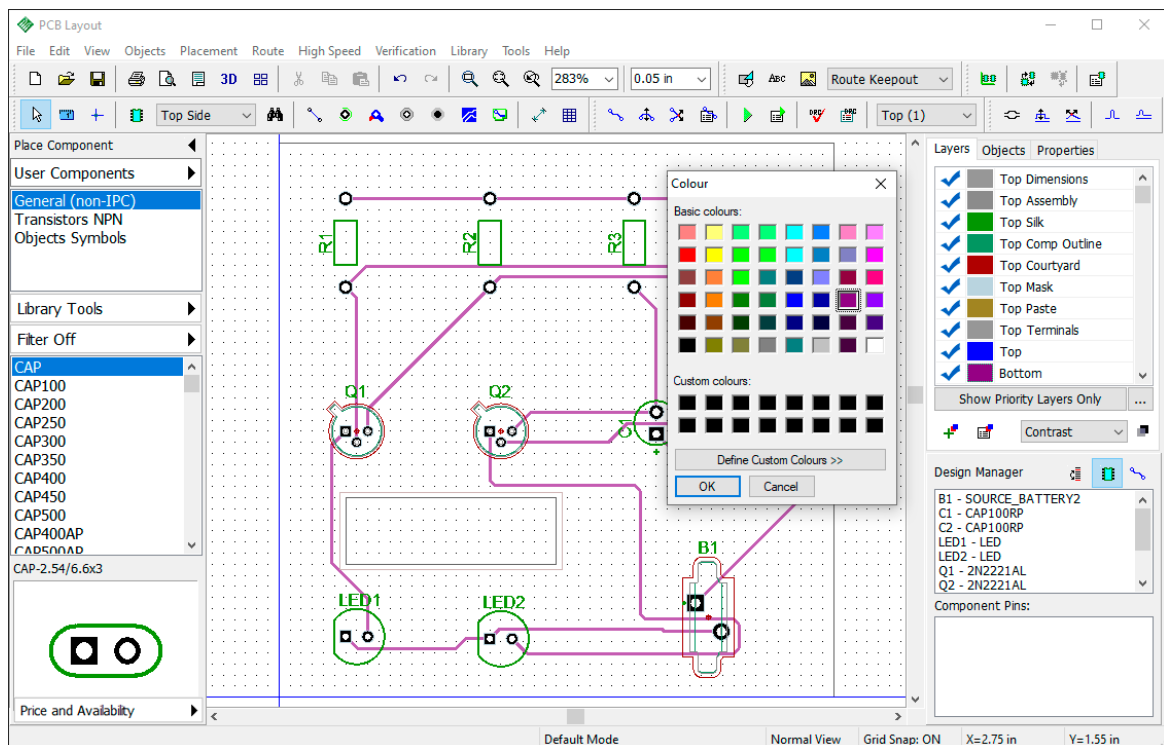 PCB Layout
File Edit View Objects Placement Route High Speed Verification Library Tools Help
3D 283% 0.05 in ABC Route Keepout
Top Side DRC DRC Top (1)
Place Component
User Components
General (non-IPC)
Transistors NPN
Objects Symbols
Library Tools
Filter Off
CAP
CAP100
CAP200
CAP250
CAP300
CAP350
CAP400
CAP450
CAP500
CAP400AP
CAP500AP
CAP-2.54/6.6x3
Price and Availability
R1
R2
R3
Q1
Q2
C1
LED1
LED2
B1
Colour
Basic colours:
Custom colours:
Define Custom Colours >>
OK Cancel
Layers Objects Properties
Top Dimensions
Top Assembly
Top Silk
Top Comp Outline
Top Courtyard
Top Mask
Top Paste
Top Terminals
Top
Bottom
Show Priority Layers Only ...
Contrast
Design Manager
B1 - SOURCE_BATTERY2
C1 - CAP100RP
C2 - CAP100RP
LED1 - LED
LED2 - LED
Q1 - 2N2221AL
Q2 - 2N2221AL
Component Pins:
Default Mode Normal View Grid Snap: ON X=2.75 in Y=1.55 in